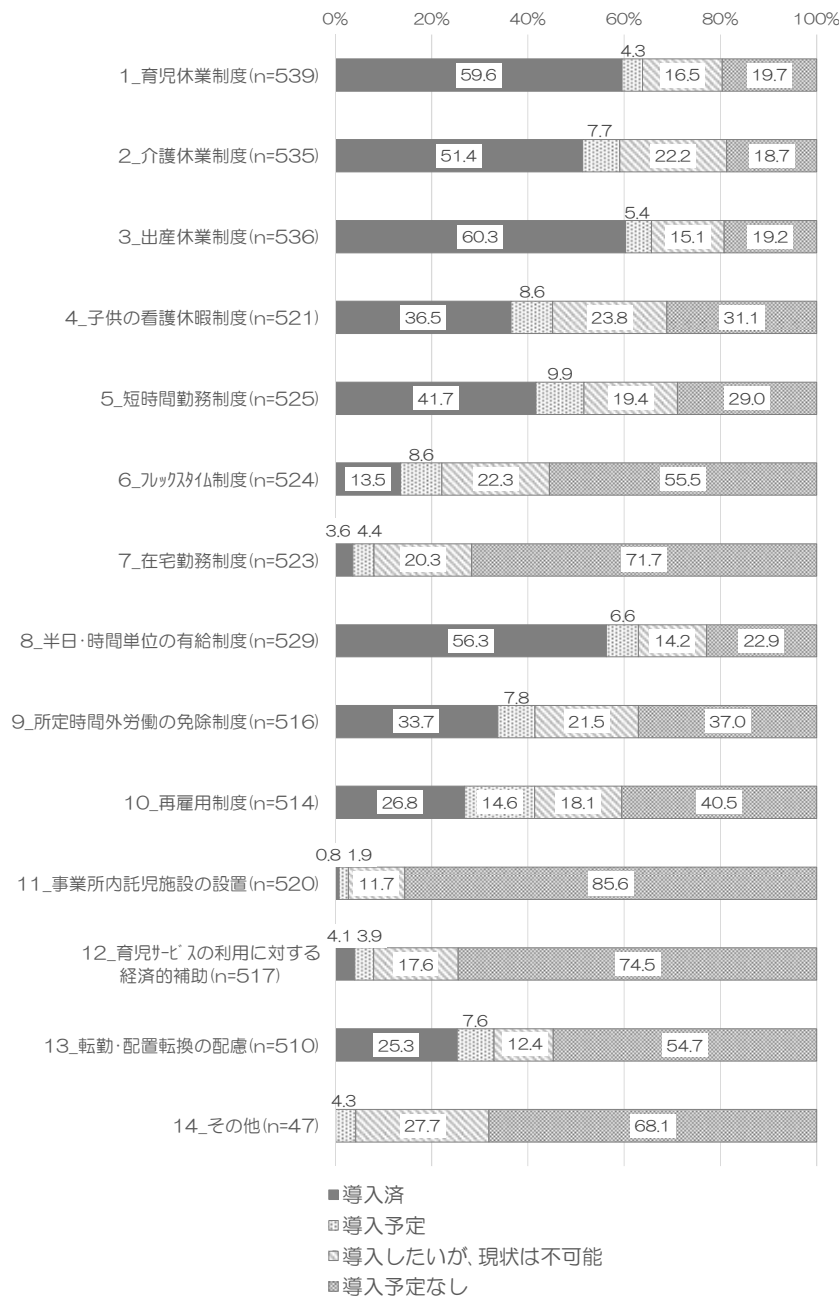 0% 20% 40% 60% 80% 100%
4.3
1_育児休業制度(n=539) 59.6 16.5 19.7
7.7
2_介護休業制度(n=535) 51.4 22.2 18.7
5.4
3_出産休業制度(n=536) 60.3 15.1 19.2
8.6
4_子供の看護休暇制度(n=521) 36.5 23.8 31.1
9.9
5_短時間勤務制度(n=525) 41.7 19.4 29.0
8.6
6_フレックスタイム制度(n=524) 13.5 22.3 55.5
3.6 4.4
7_在宅勤務制度(n=523) 20.3 71.7
6.6
8_半日・時間単位の有給制度(n=529) 56.3 14.2 22.9
7.8
9_所定時間外労働の免除制度(n=516) 33.7 21.5 37.0
10_再雇用制度(n=514) 26.8 14.6 18.1 40.5
0.8 1.9
11_事業所内託児施設の設置(n=520) 11.7 85.6
4.1 3.9
12_育児サービスの利用に対する
経済的補助(n=517) 17.6 74.5
7.6
13_転勤・配置転換の配慮(n=510) 25.3 12.4 54.7
4.3
14_その他(n=47) 27.7 68.1
導入済
導入予定
導入したいが、現状は不可能
導入予定なし